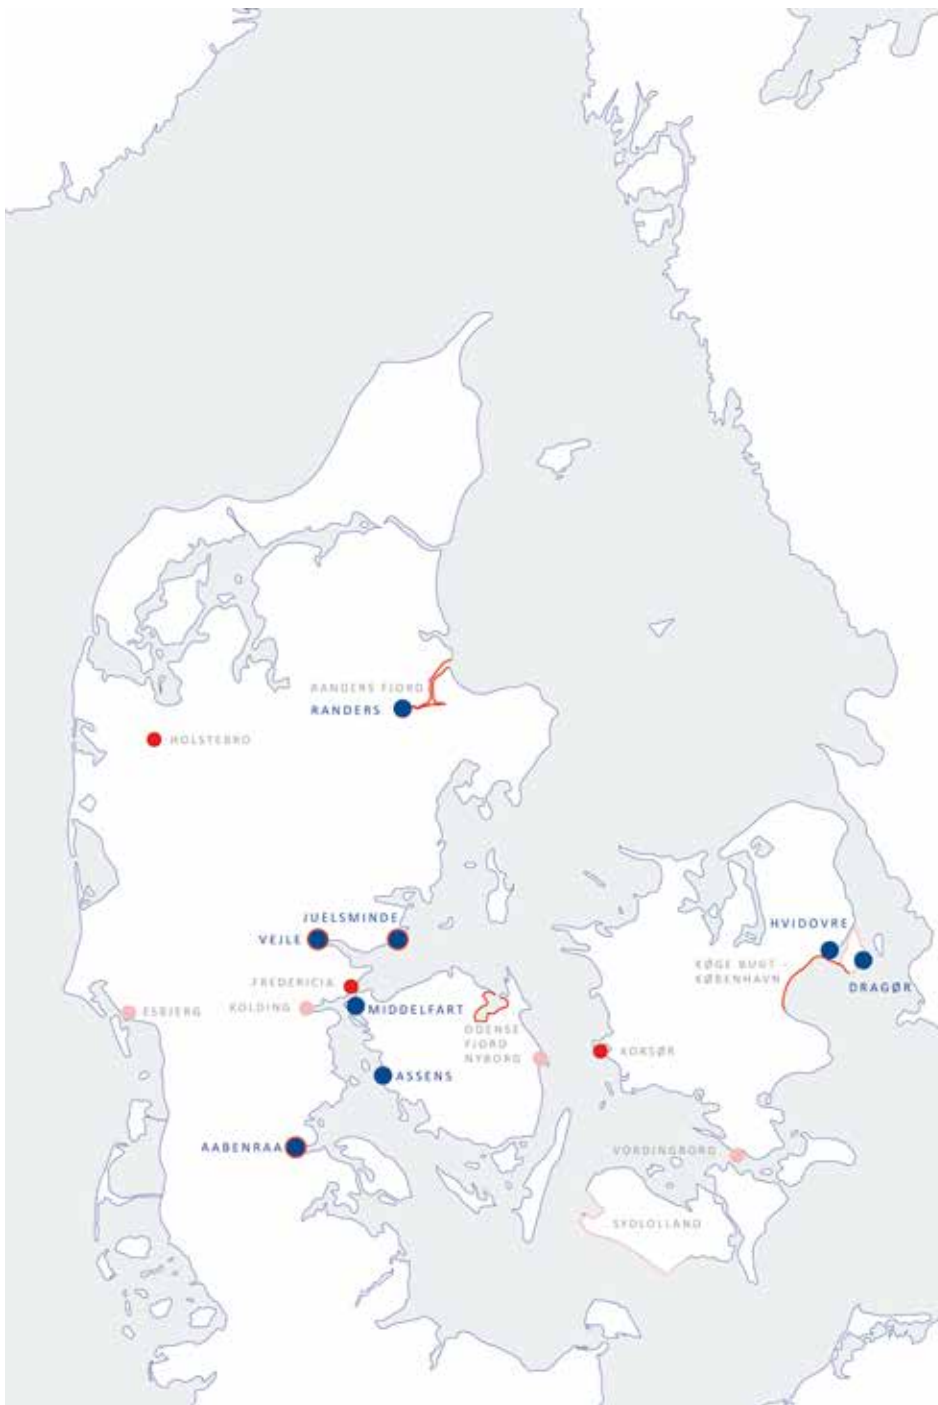 RANDERS FJORD
RANDERS
HOLSTEBRO
JUELSMINDE
VEJLE
HVIDOVRE
KØGE BUGT -
KØBENHAVN
DRAGØR
FREDERICIA
KOLDING
MIDDELFART
ESBJERG
ODENSE
FJORD
NYBORG
KOKSØR
ASSENS
AABENRAA
VORDINGBORG
SYDLOLLAND